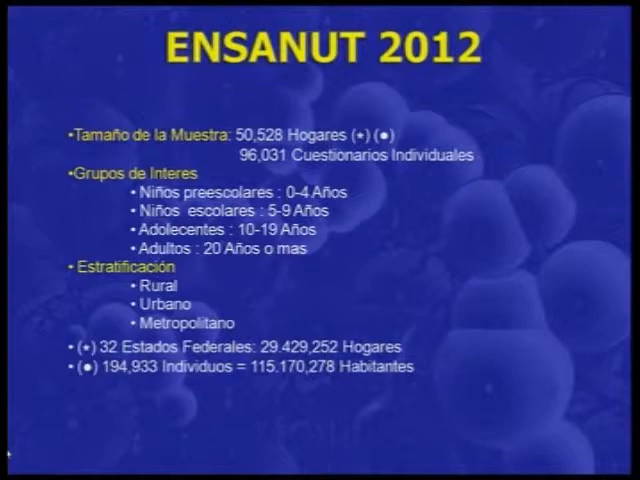 ENSANUT 2012
•Tamaño de la Muestra: 50,528 Hogares (⋆) (●)
96,031 Cuestionarios Individuales
•Grupos de Interes
• Niños preescolares : 0-4 Años
• Niños escolares : 5-9 Años
• Adolecentes : 10-19 Años
• Adultos : 20 Años o mas
• Estratificación
• Rural
• Urbano
• Metropolitano
• (⋆) 32 Estados Federales: 29.429,252 Hogares
• (●) 194,933 Individuos = 115.170,278 Habitantes